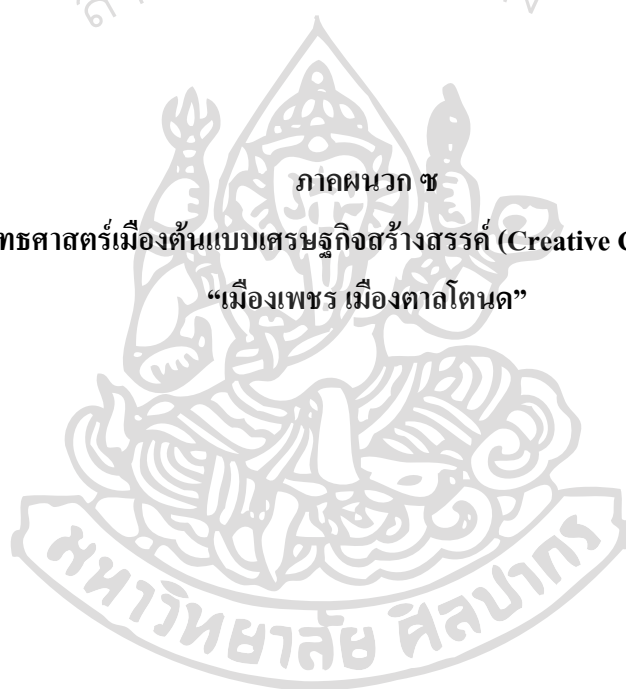 ภาคผนวก ซ
ทธศาสตร์เมืองต้นแบบเศรษฐกิจสร้างสรรค์ (Creative C
“เมืองเพชร เมืองตาลโตนด”
มหาวิทยาลัย ศิลปากร